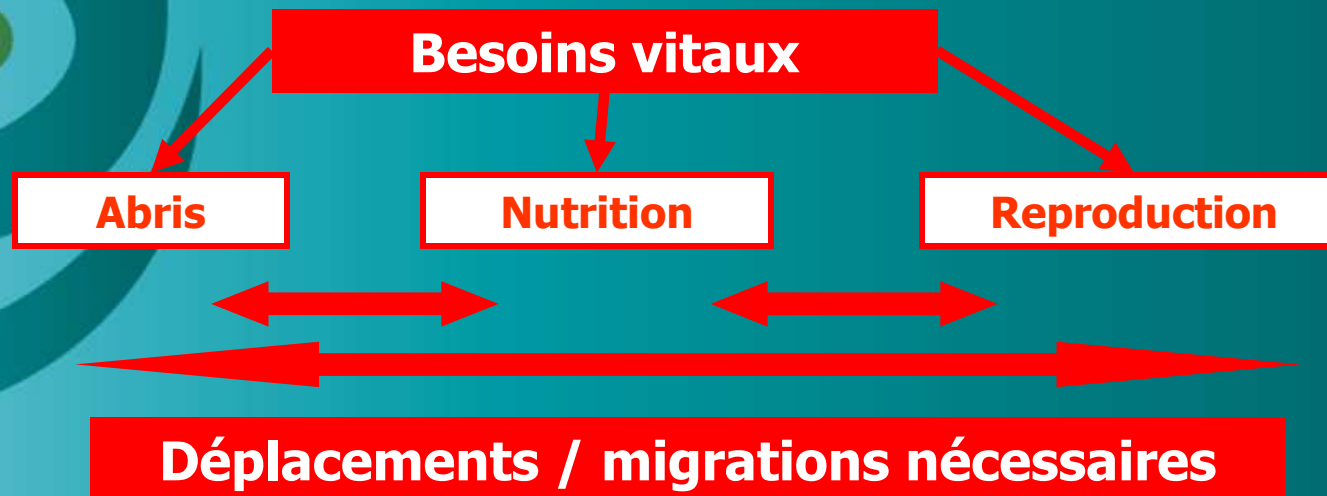 Besoins vitaux
Abris
Nutrition
Reproduction
Déplacements / migrations nécessaires